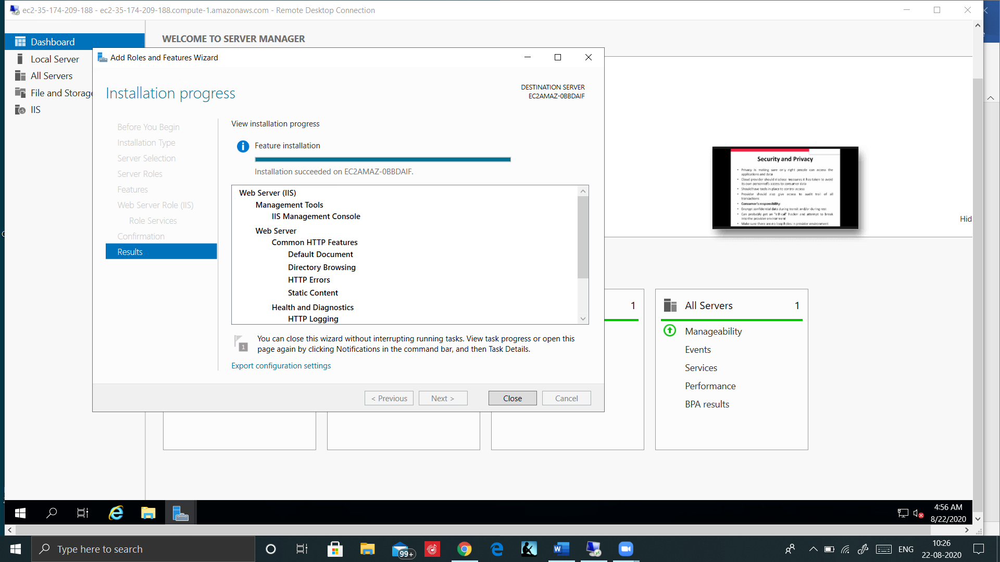 ec2-35-174-209-188 - ec2-35-174-209-188.compute-1.amazonaws.com - Remote Desktop Connection
Dashboard
Local Server
All Servers
File and Storage
IIS
WELCOME TO SERVER MANAGER
Add Roles and Features Wizard
Installation progress
DESTINATION SERVER
EC2AMAZ-0BBDAIF
Before You Begin
Installation Type
Server Selection
Server Roles
Features
Web Server Role (IIS)
Role Services
Confirmation
Results
View installation progress
Feature installation
Installation succeeded on EC2AMAZ-0BBDAIF.
Web Server (IIS)
Management Tools
IIS Management Console
Web Server
Common HTTP Features
Default Document
Directory Browsing
HTTP Errors
Static Content
Health and Diagnostics
HTTP Logging
1
You can close this wizard without interrupting running tasks. View task progress or open this
page again by clicking Notifications in the command bar, and then Task Details.
Export configuration settings
< Previous
Next >
Close
Cancel
Security and Privacy
• Privacy is making sure only right people can access the
applications and data
• Cloud provider should disclose measures it has taken to avoid
its own personnel's access to consumer data
• Should have tools in place to control access
• Provider should also give access to audit trail of all
transactions
• Consumer's responsibility:
• Encrypt confidential data during transit and/or during rest
• Can probably get an "ethical" hacker and attempt to break
into the provider environment
• Make sure there are no loop holes in provider environment
Hid
1
All Servers 1
Manageability
Events
Services
Performance
BPA results
4:56 AM
8/22/2020
Type here to search
99+
ENG
10:26
22-08-2020